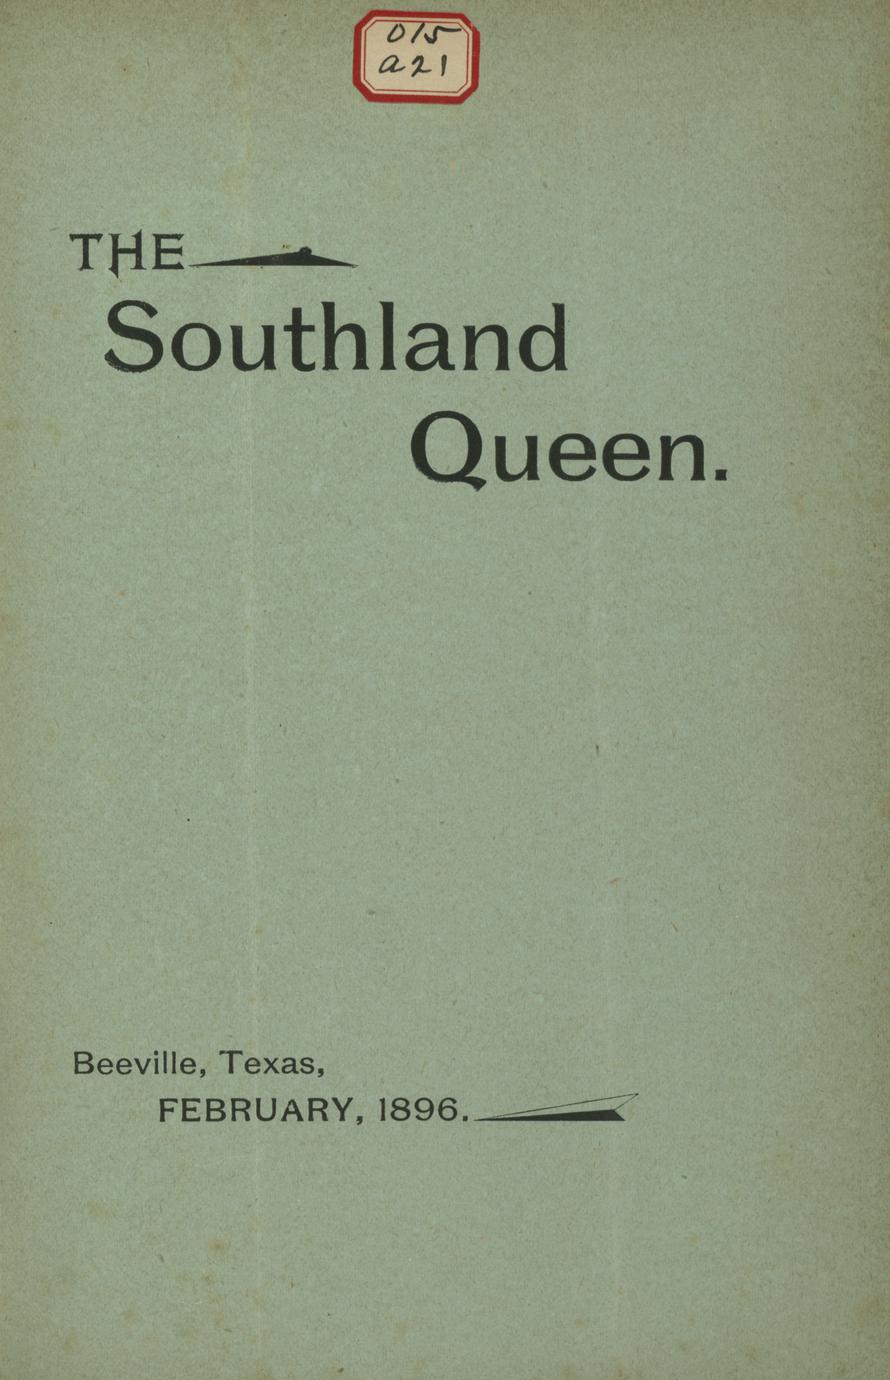 015
a21
THE
Southland
Queen.
Beeville, Texas,
FEBRUARY, 1896.